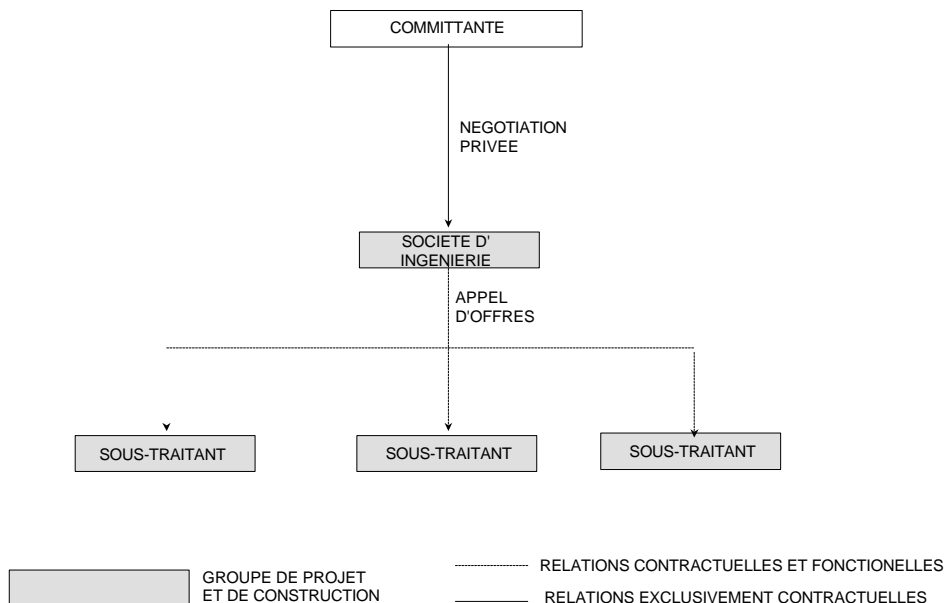 COMMITTANTE
NEGOTIATION
PRIVEE
SOCIETE D'
INGENIERIE
APPEL
D'OFFRES
SOUS-TRAITANT
SOUS-TRAITANT
SOUS-TRAITANT
GROUPE DE PROJET
ET DE CONSTRUCTION
RELATIONS CONTRACTUELLES ET FONCTIONELLES
RELATIONS EXCLUSIVEMENT CONTRACTUELLES